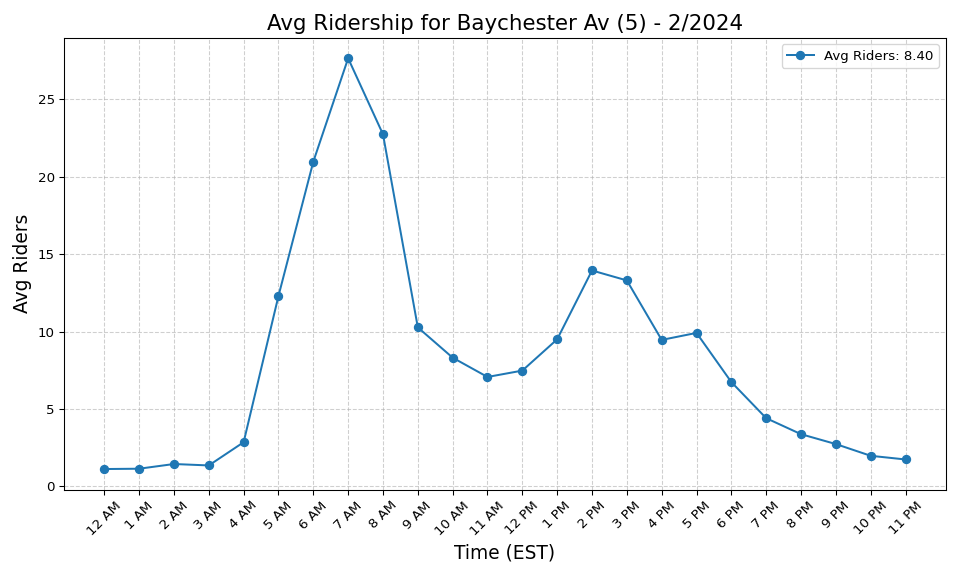 Avg Ridership for Baychester Av (5) - 2/2024
Avg Riders: 8.40
Avg Riders
25
20
15
10
5
0
12 AM 1 AM 2 AM 3 AM 4 AM 5 AM 6 AM 7 AM 8 AM 9 AM 10 AM 11 AM 12 PM 1 PM 2 PM 3 PM 4 PM 5 PM 6 PM 7 PM 8 PM 9 PM 10 PM 11 PM
Time (EST)